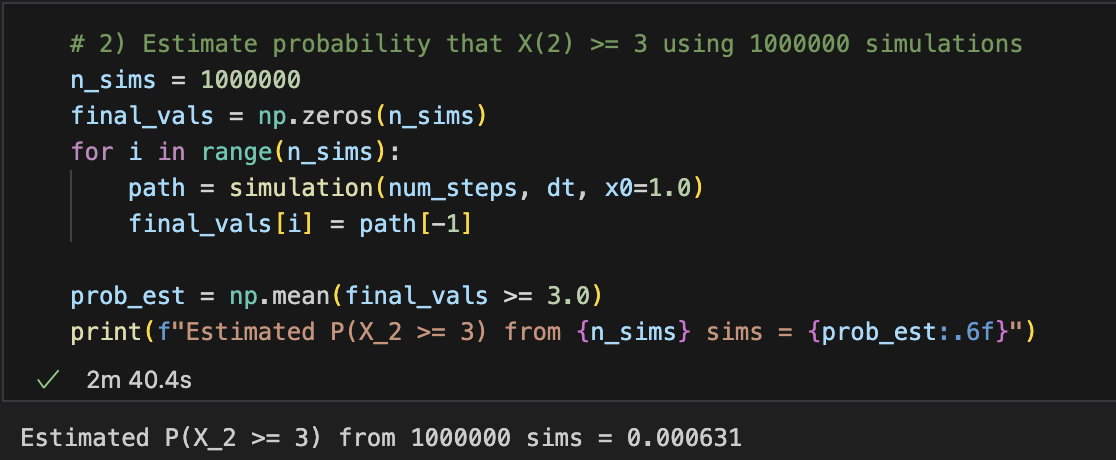 # 2) Estimate probability that X(2) >= 3 using 1000000 simulations
n_sims = 1000000
final_vals = np.zeros(n_sims)
for i in range(n_sims):
    path = simulation(num_steps, dt, x0=1.0)
    final_vals[i] = path[-1]

prob_est = np.mean(final_vals >= 3.0)
print(f"Estimated P(X_2 >= 3) from {n_sims} sims = {prob_est:.6f}")
✓ 2m 40.4s
Estimated P(X_2 >= 3) from 1000000 sims = 0.000631